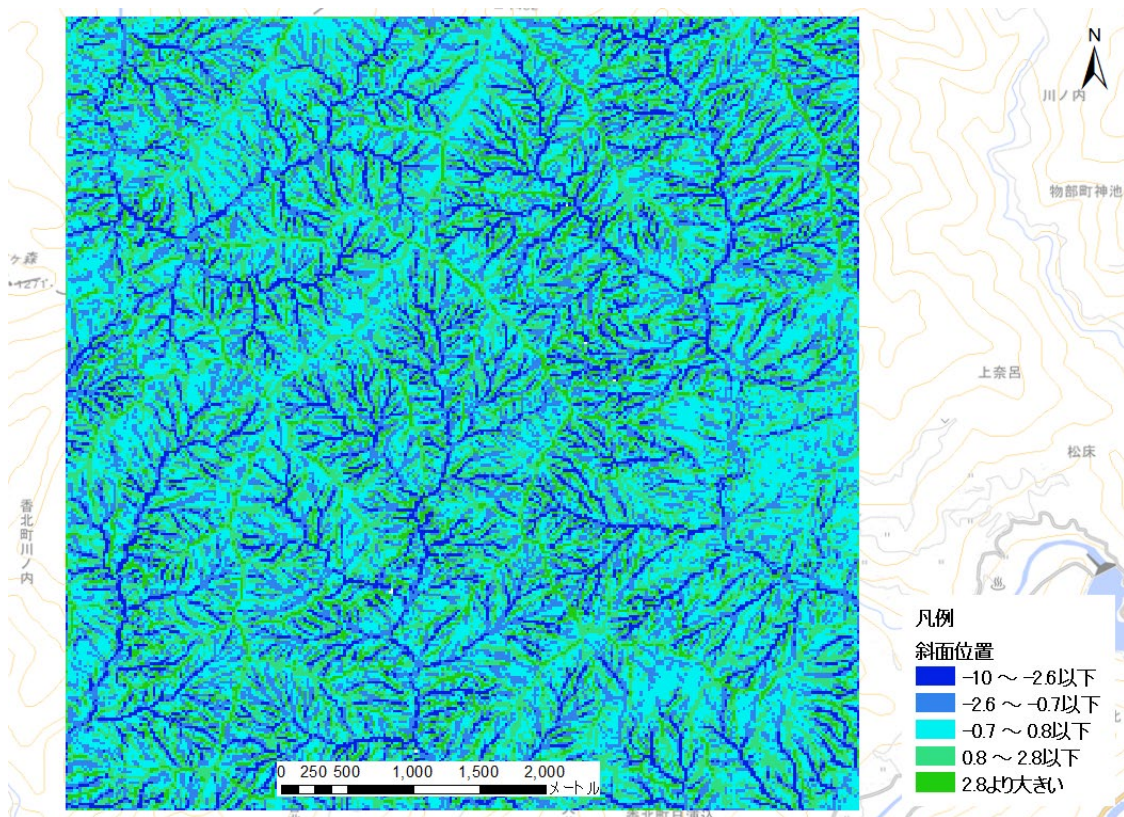 N
川ノ内
物部町神池
ケ森
上奈呂
松床
香北町川ノ内
凡例
斜面位置
-10 ～ -2.6以下
-2.6 ～ -0.7以下
-0.7 ～ 0.8以下
0.8 ～ 2.8以下
2.8より大きい
0 250 500 1,000 1,500 2,000
メートル
北